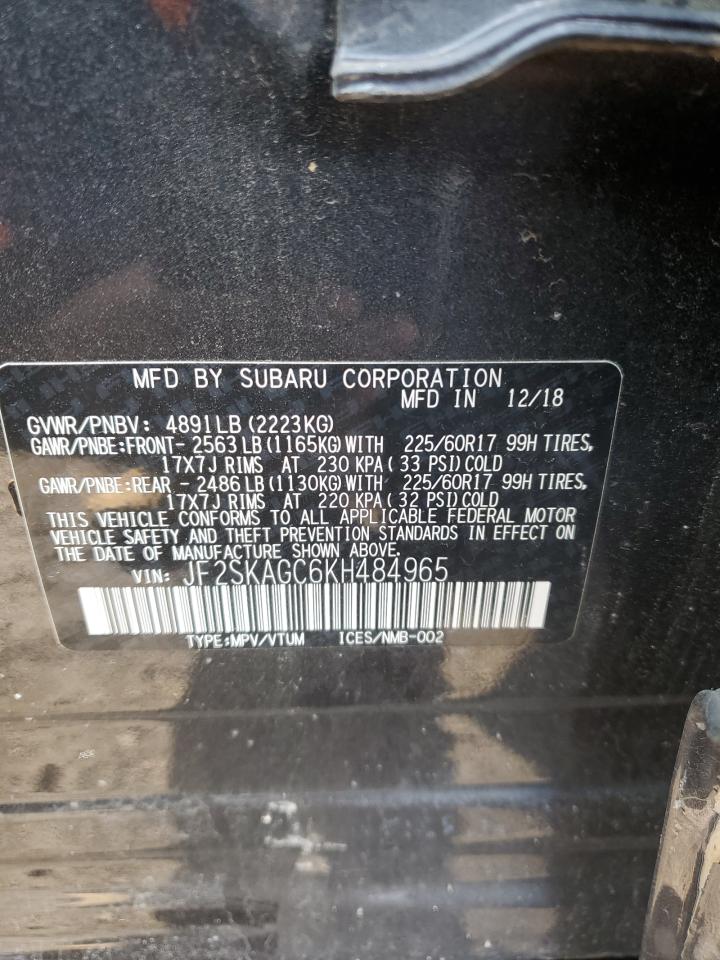 MFD BY SUBARU CORPORATION
MFD IN 12/18
GVWR/PNBV: 4891LB (2223KG)
GAWR/PNBE:FRONT- 2563LB (1165KG) WITH 225/60R17 99H TIRES,
17X7J RIMS AT 230 KPA ( 33 PSI) COLD
GAWR/PNBE:REAR - 2486LB (1130KG) WITH 225/60R17 99H TIRES,
17X7J RIMS AT 220 KPA ( 32 PSI) COLD
THIS VEHICLE CONFORMS TO ALL APPLICABLE FEDERAL MOTOR
VEHICLE SAFETY AND THEFT PREVENTION STANDARDS IN EFFECT ON
THE DATE OF MANUFACTURE SHOWN ABOVE.
VIN: JF2SKAGC6KH484965
TYPE:MPV/VTUM ICES/NMB-002